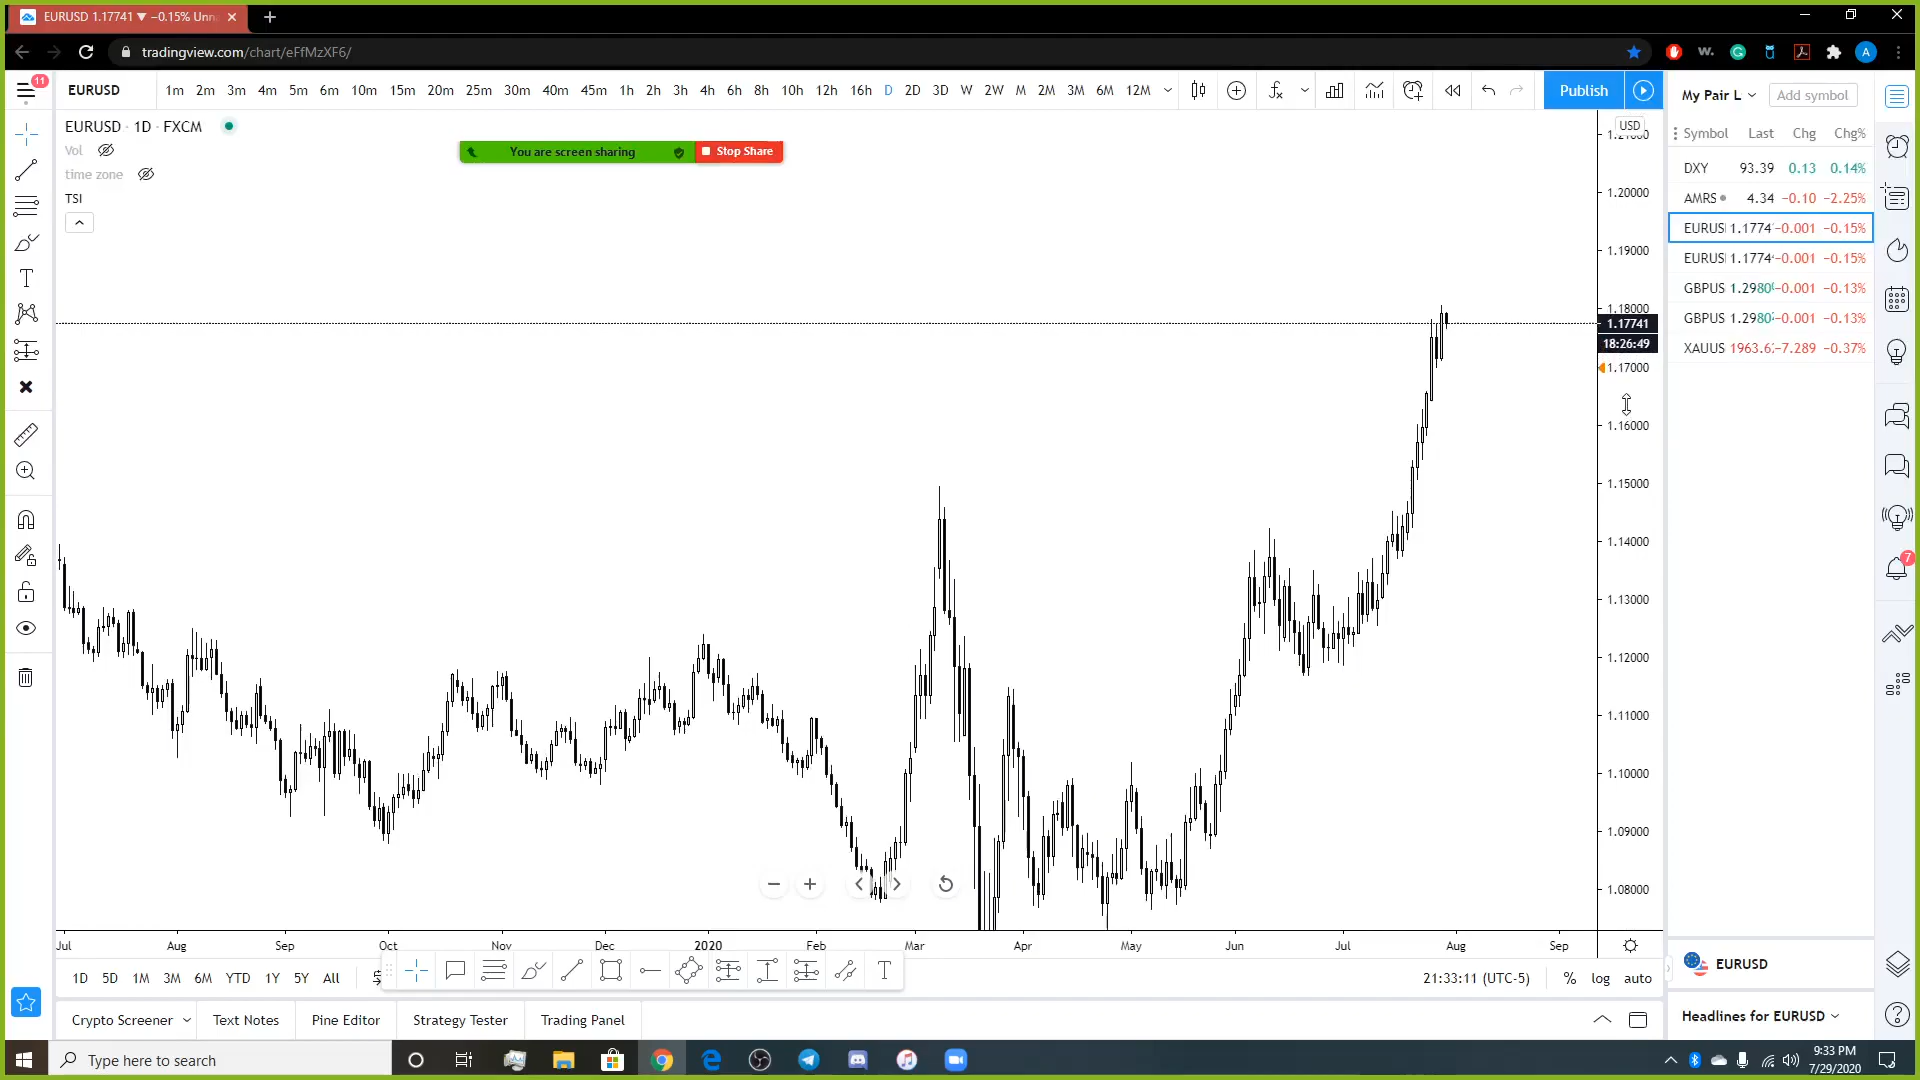 EURUSD 1.17741 ▼ −0.15% Unn
tradingview.com/chart/eFfMzXF6/
11
EURUSD 1m 2m 3m 4m 5m 6m 10m 15m 20m 25m 30m 40m 45m 1h 2h 3h 4h 6h 8h 10h 12h 16h D 2D 3D W 2W M 2M 3M 6M 12M Publish
EURUSD · 1D · FXCM
Vol
time zone
TSI
You are screen sharing Stop Share
USD
1.20000
1.19000
1.18000
1.17741
18:26:49
1.17000
1.16000
1.15000
1.14000
1.13000
1.12000
1.11000
1.10000
1.09000
1.08000
Jul Aug Sep Oct Nov Dec 2020 Feb Mar Apr May Jun Jul Aug Sep
1D 5D 1M 3M 6M YTD 1Y 5Y All
21:33:11 (UTC-5) % log auto
Crypto Screener Text Notes Pine Editor Strategy Tester Trading Panel
My Pair L Add symbol
Symbol Last Chg Chg%
DXY 93.39 0.13 0.14%
AMRS 4.34 −0.10 −2.25%
EURUS 1.1774 −0.001 −0.15%
EURUS 1.1774 −0.001 −0.15%
GBPUS 1.2980 −0.001 −0.13%
GBPUS 1.2980 −0.001 −0.13%
XAUUS 1963.6 −7.289 −0.37%
7
EURUSD
Headlines for EURUSD
Type here to search
9:33 PM
7/29/2020